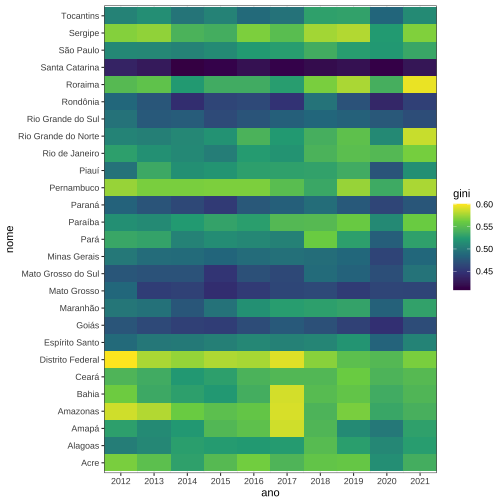 Tocantins
Sergipe
São Paulo
Santa Catarina
Roraima
Rondônia
Rio Grande do Sul
Rio Grande do Norte
Rio de Janeiro
Piauí
Pernambuco
Paraná
Paraíba
Pará
Minas Gerais
Mato Grosso do Sul
Mato Grosso
Maranhão
Goiás
Espírito Santo
Distrito Federal
Ceará
Bahia
Amazonas
Amapá
Alagoas
Acre
nome
2012 2013 2014 2015 2016 2017 2018 2019 2020 2021
ano
gini
0.60
0.55
0.50
0.45